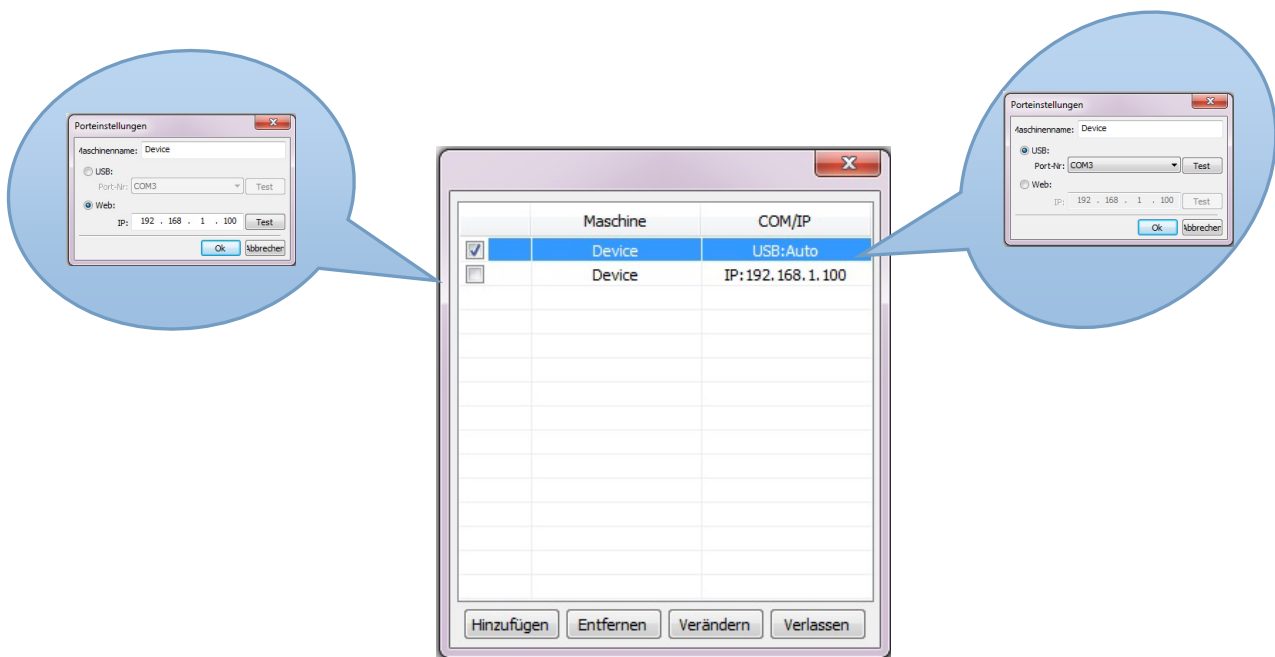 Porteinstellungen
Maschinenname: Device
USB:
Port-Nr: COM3 Test
Web:
IP: 192 . 168 . 1 . 100 Test
Ok Abbrechen
Maschine COM/IP
Device USB:Auto
Device IP:192.168.1.100
Hinzufügen Entfernen Verändern Verlassen
Porteinstellungen
Maschinenname: Device
USB:
Port-Nr: COM3 Test
Web:
IP: 192 . 168 . 1 . 100 Test
Ok Abbrechen